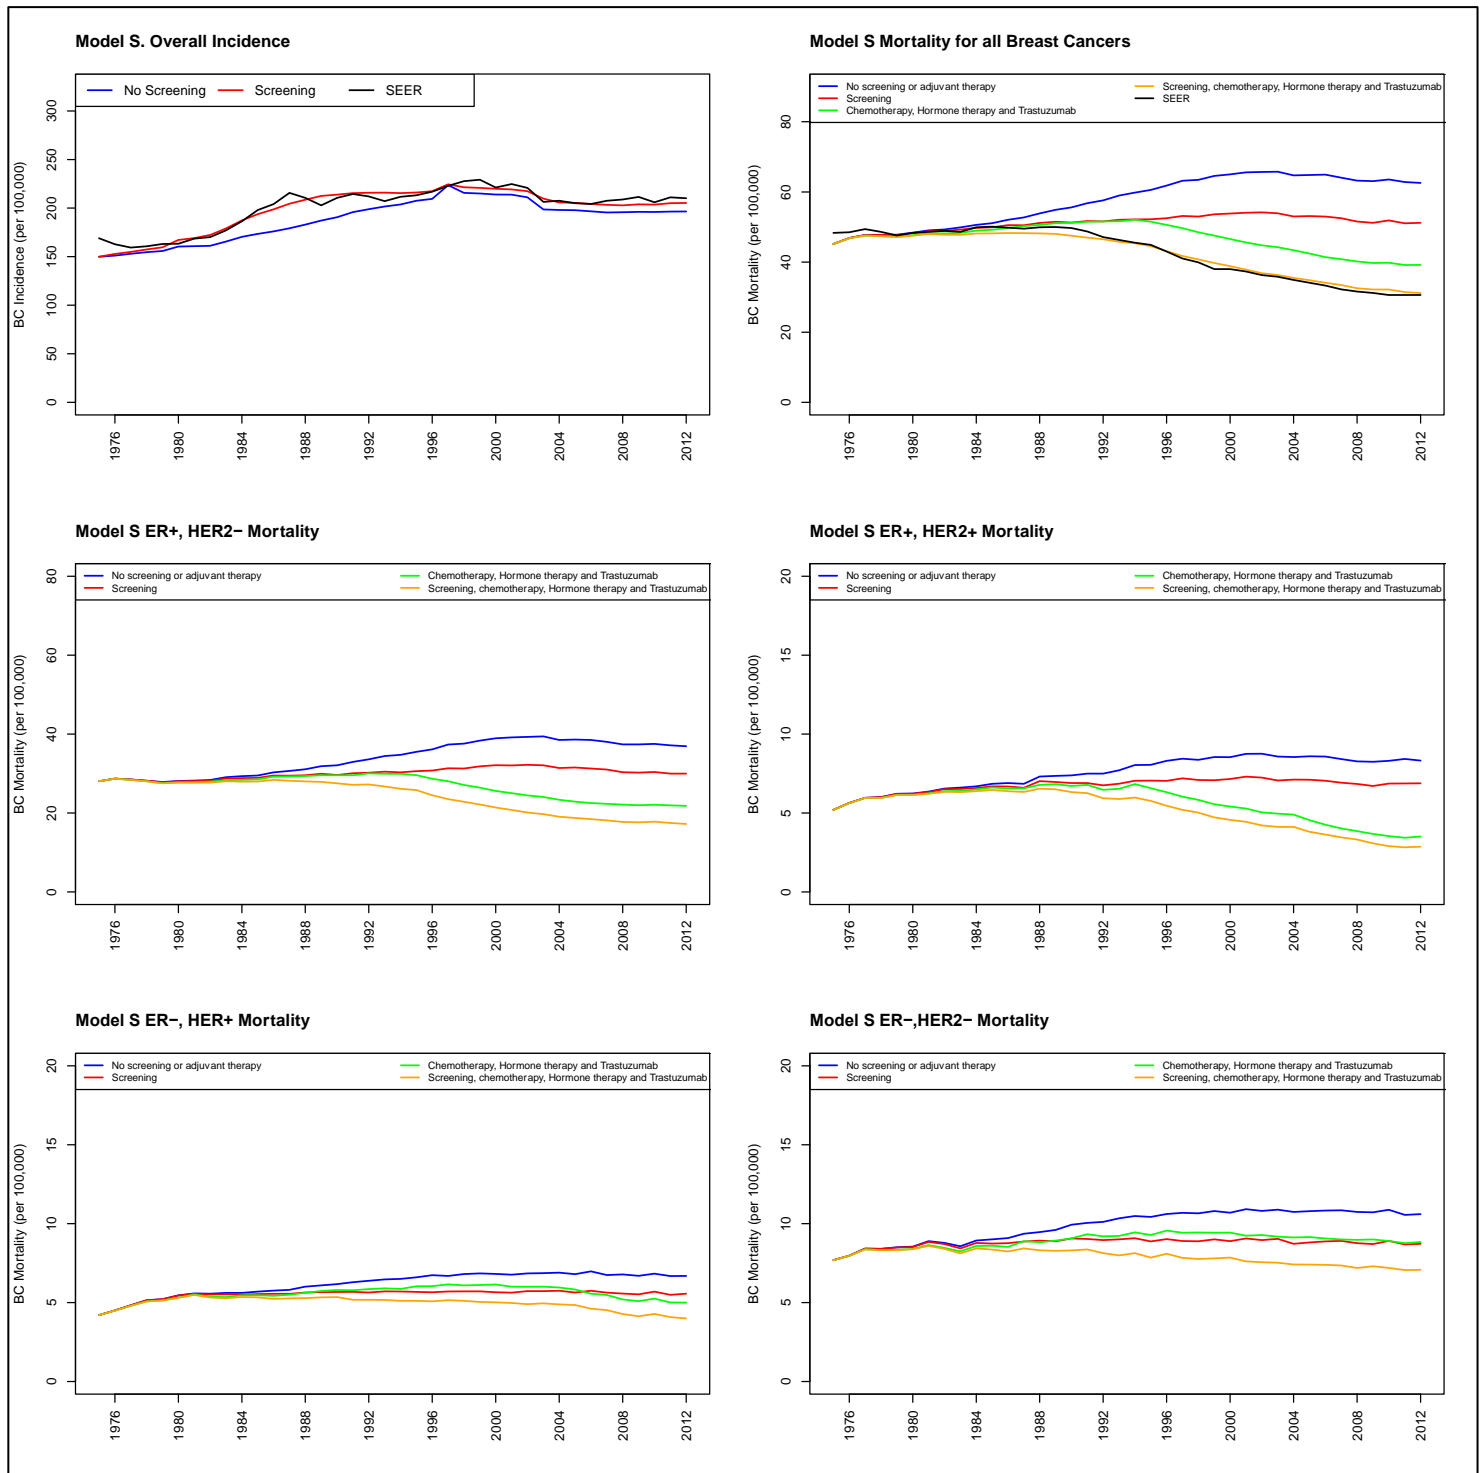 Model S. Overall Incidence
No Screening
Screening
SEER
BC Incidence (per 100,000)
0
50
100
150
200
250
300
1976
1980
1984
1988
1992
1996
2000
2004
2008
2012
Model S Mortality for all Breast Cancers
No screening or adjuvant therapy
Screening
Chemotherapy, Hormone therapy and Trastuzumab
Screening, chemotherapy, Hormone therapy and Trastuzumab
SEER
BC Mortality (per 100,000)
0
20
40
60
80
1976
1980
1984
1988
1992
1996
2000
2004
2008
2012
Model S ER+, HER2− Mortality
No screening or adjuvant therapy
Screening
Chemotherapy, Hormone therapy and Trastuzumab
Screening, chemotherapy, Hormone therapy and Trastuzumab
BC Mortality (per 100,000)
0
20
40
60
80
1976
1980
1984
1988
1992
1996
2000
2004
2008
2012
Model S ER+, HER2+ Mortality
No screening or adjuvant therapy
Screening
Chemotherapy, Hormone therapy and Trastuzumab
Screening, chemotherapy, Hormone therapy and Trastuzumab
BC Mortality (per 100,000)
0
5
10
15
20
1976
1980
1984
1988
1992
1996
2000
2004
2008
2012
Model S ER−, HER+ Mortality
No screening or adjuvant therapy
Screening
Chemotherapy, Hormone therapy and Trastuzumab
Screening, chemotherapy, Hormone therapy and Trastuzumab
BC Mortality (per 100,000)
0
5
10
15
20
1976
1980
1984
1988
1992
1996
2000
2004
2008
2012
Model S ER−,HER2− Mortality
No screening or adjuvant therapy
Screening
Chemotherapy, Hormone therapy and Trastuzumab
Screening, chemotherapy, Hormone therapy and Trastuzumab
BC Mortality (per 100,000)
0
5
10
15
20
1976
1980
1984
1988
1992
1996
2000
2004
2008
2012